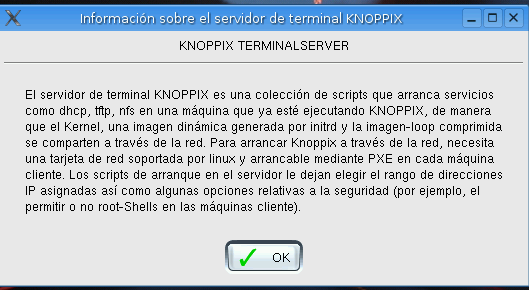 Información sobre el servidor de terminal KNOPPIX
KNOPPIX TERMINALSERVER
El servidor de terminal KNOPPIX es una colección de scripts que arranca servicios
como dhcp, tftp, nfs en una máquina que ya esté ejecutando KNOPPIX, de manera
que el Kernel, una imagen dinámica generada por initrd y la imagen-loop comprimida
se comparten a través de la red. Para arrancar Knoppix a través de la red, necesita
una tarjeta de red soportada por linux y arrancable mediante PXE en cada máquina
cliente. Los scripts de arranque en el servidor le dejan elegir el rango de direcciones
IP asignadas así como algunas opciones relativas a la seguridad (por ejemplo, el
permitir o no root-Shells en las máquinas cliente).
OK